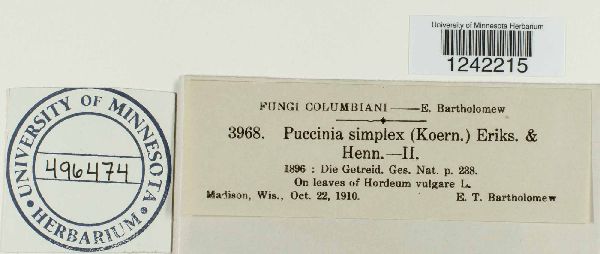 University of Minnesota Herbarium
1242215
UNIVERSITY OF MINNESOTA
496474
HERBARIUM
FUNGI COLUMBIANI — E. Bartholomew
3968. Puccinia simplex (Koern.) Eriks. &
Henn.—II.
1896 : Die Getreid. Ges. Nat. p. 238.
On leaves of Hordeum vulgare L.
Madison, Wis., Oct. 22, 1910. E. T. Bartholomew